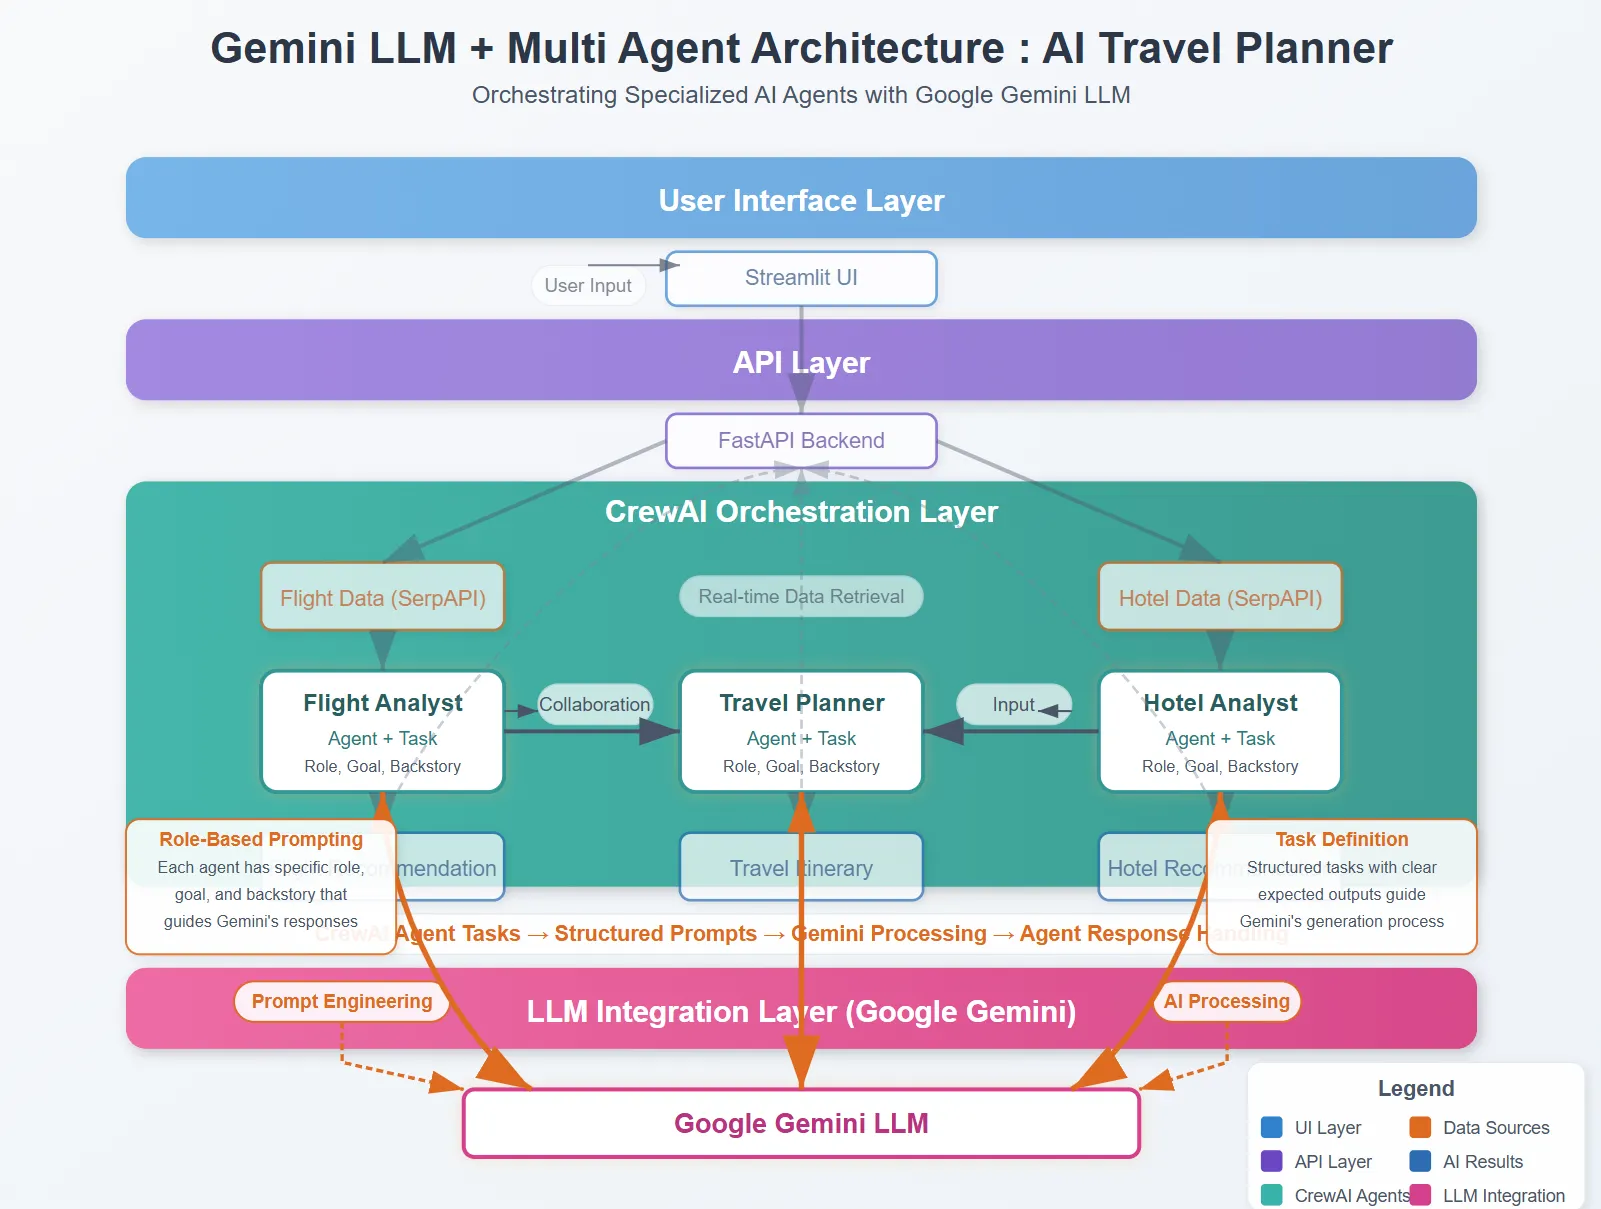 Gemini LLM + Multi Agent Architecture : AI Travel Planner
Orchestrating Specialized AI Agents with Google Gemini LLM
User Interface Layer
User Input
Streamlit UI
API Layer
FastAPI Backend
CrewAI Orchestration Layer
Flight Data (SerpAPI)
Real-time Data Retrieval
Hotel Data (SerpAPI)
Flight Analyst
Agent + Task
Role, Goal, Backstory
Collaboration
Travel Planner
Agent + Task
Role, Goal, Backstory
Input
Hotel Analyst
Agent + Task
Role, Goal, Backstory
Role-Based Prompting
Each agent has specific role,
goal, and backstory that
guides Gemini's responses
Travel Itinerary
Hotel
Task Definition
Structured tasks with clear
expected outputs guide
Gemini's generation process
CrewAI Agent Tasks → Structured Prompts → Gemini Processing → Agent Response Handling
Prompt Engineering
LLM Integration Layer (Google Gemini)
AI Processing
Google Gemini LLM
Legend
UI Layer
Data Sources
API Layer
AI Results
CrewAI Agents
LLM Integration